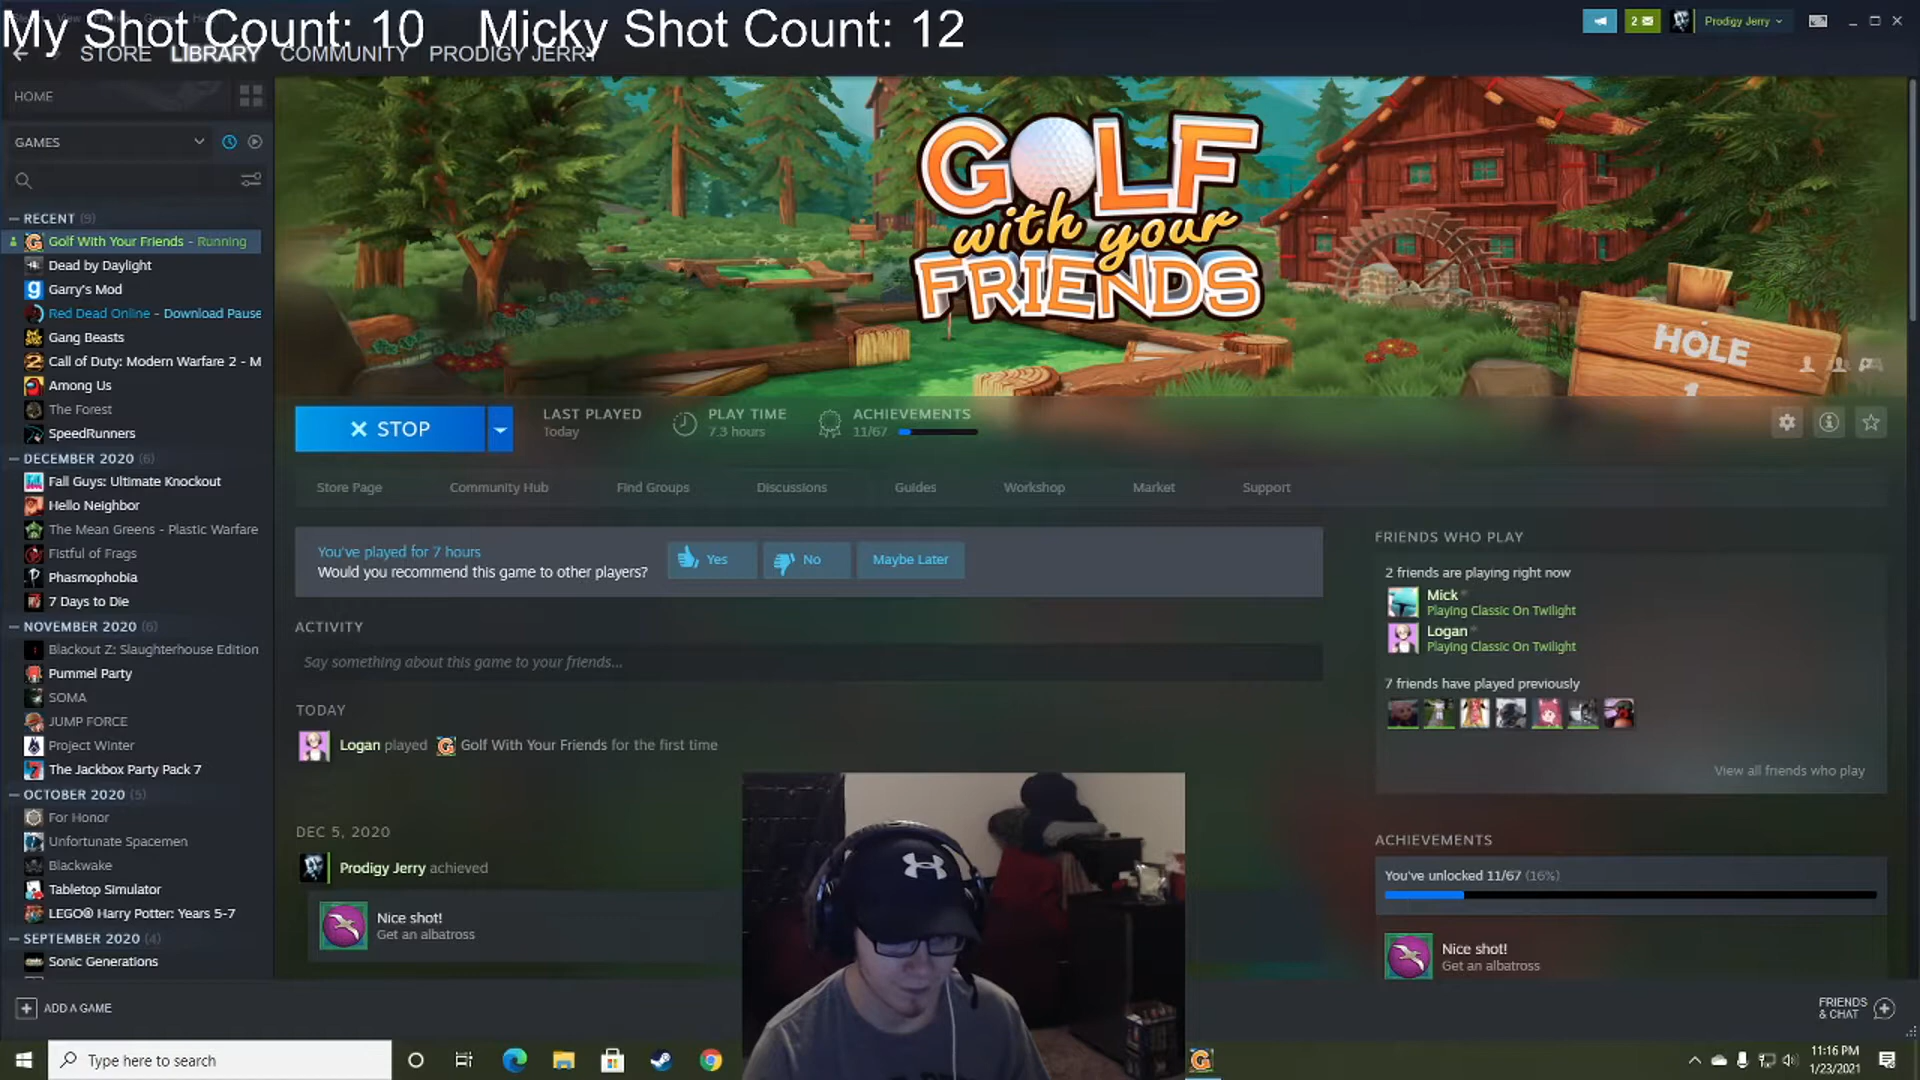 My Shot Count: 10 Micky Shot Count: 12
2
Prodigy Jerry
STORE LIBRARY COMMUNITY PRODIGY JERRY
HOME
GAMES
RECENT (9)
Golf With Your Friends - Running
Dead by Daylight
Garry's Mod
Red Dead Online - Download Pause
Gang Beasts
Call of Duty: Modern Warfare 2 - M
Among Us
The Forest
SpeedRunners
DECEMBER 2020 (6)
Fall Guys: Ultimate Knockout
Hello Neighbor
The Mean Greens - Plastic Warfare
Fistful of Frags
Phasmophobia
7 Days to Die
NOVEMBER 2020 (6)
Blackout Z: Slaughterhouse Edition
Pummel Party
SOMA
JUMP FORCE
Project Winter
The Jackbox Party Pack 7
OCTOBER 2020 (5)
For Honor
Unfortunate Spacemen
Blackwake
Tabletop Simulator
LEGO® Harry Potter: Years 5-7
SEPTEMBER 2020 (4)
Sonic Generations
ADD A GAME
GOLF
with your
FRIENDS
HOLE
1
STOP
LAST PLAYED
Today
PLAY TIME
7.3 hours
ACHIEVEMENTS
11/67
Store Page Community Hub Find Groups Discussions Guides Workshop Market Support
You've played for 7 hours
Would you recommend this game to other players?
Yes No Maybe Later
ACTIVITY
Say something about this game to your friends...
TODAY
Logan played Golf With Your Friends for the first time
DEC 5, 2020
Prodigy Jerry achieved
Nice shot!
Get an albatross
FRIENDS WHO PLAY
2 friends are playing right now
Mick
Playing Classic On Twilight
Logan
Playing Classic On Twilight
7 friends have played previously
View all friends who play
ACHIEVEMENTS
You've unlocked 11/67 (16%)
Nice shot!
Get an albatross
FRIENDS
& CHAT
Type here to search
11:16 PM
1/23/2021